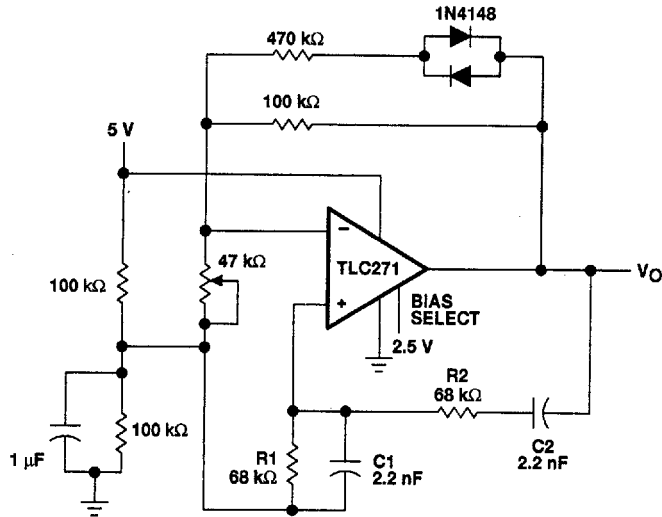 1N4148
470 kΩ
100 kΩ
5 V
47 kΩ
−
TLC271
VO
100 kΩ
+
BIAS
SELECT
2.5 V
R2
68 kΩ
100 kΩ
1 µF
R1
68 kΩ
C1
2.2 nF
C2
2.2 nF